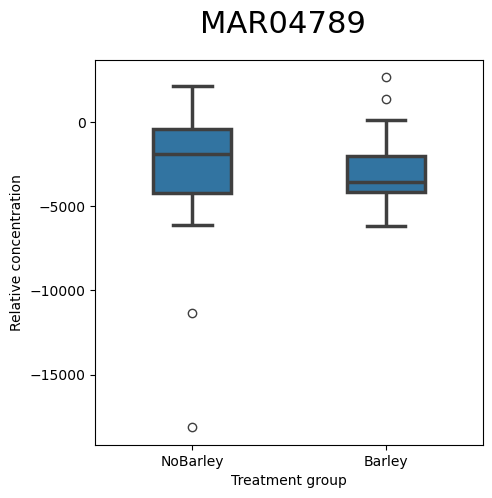 MAR04789
Relative concentration
0
−5000
−10000
−15000
NoBarley
Barley
Treatment group